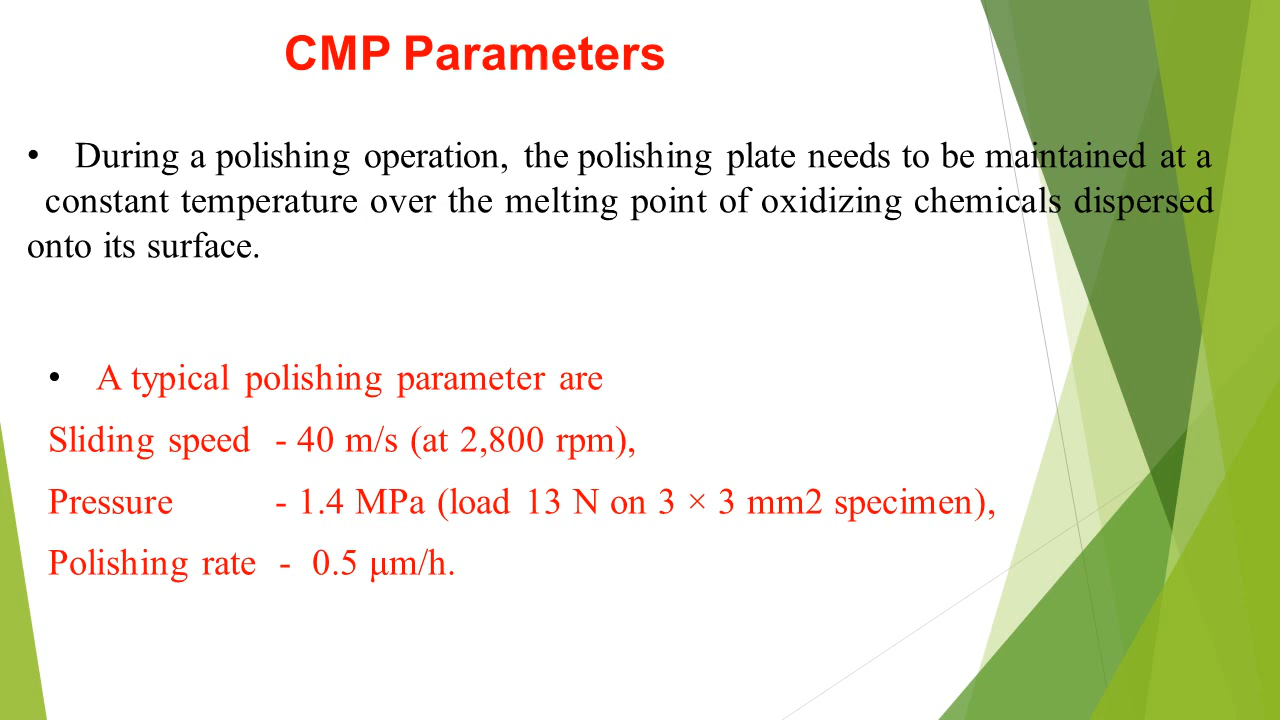 CMP Parameters
• During a polishing operation, the polishing plate needs to be maintained at a
constant temperature over the melting point of oxidizing chemicals dispersed
onto its surface.
• A typical polishing parameter are
Sliding speed - 40 m/s (at 2,800 rpm),
Pressure - 1.4 MPa (load 13 N on 3 × 3 mm2 specimen),
Polishing rate - 0.5 μm/h.